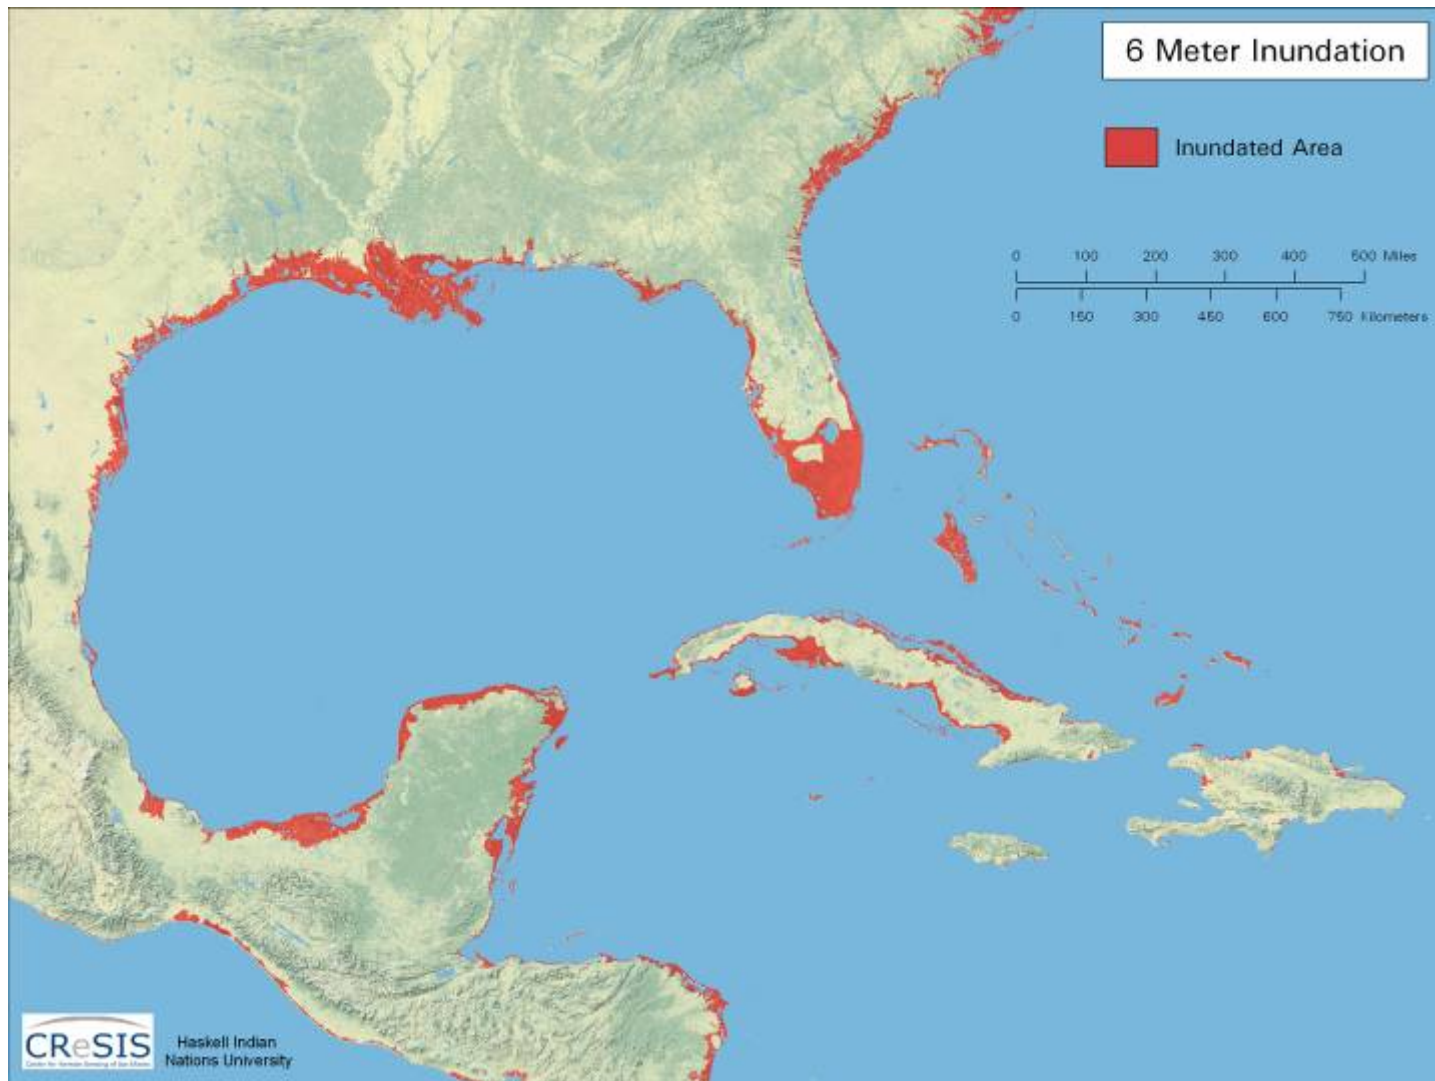 6 Meter Inundation
Inundated Area
0 100 200 300 400 500 Miles
0 150 300 450 600 750 Kilometers
CReSIS
Haskell Indian
Nations University